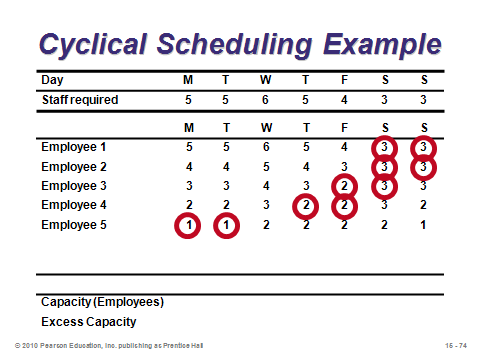 Cyclical Scheduling Example
Day M T W T F S S
Staff required 5 5 6 5 4 3 3
M T W T F S S
Employee 1 5 5 6 5 4 3 3
Employee 2 4 4 5 4 3 3 3
Employee 3 3 3 4 3 2 3 3
Employee 4 2 2 3 2 2 3 2
Employee 5 1 1 2 2 2 2 1
Capacity (Employees)
Excess Capacity
© 2010 Pearson Education, Inc. publishing as Prentice Hall 15 - 74